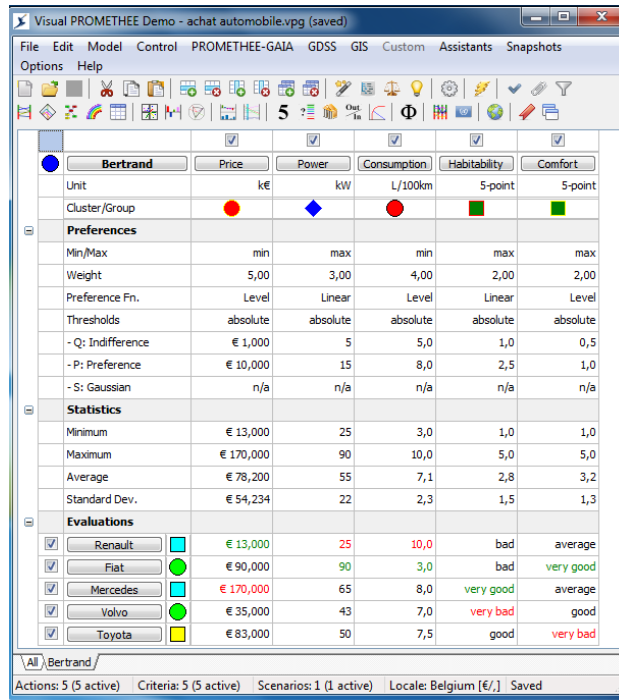 Visual PROMETHEE Demo - achat automobile.vpg (saved)
File Edit Model Control PROMETHEE-GAIA GDSS GIS Custom Assistants Snapshots
Options Help
5 Out In Φ
Bertrand Price Power Consumption Habitability Comfort
Unit k€ kW L/100km 5-point 5-point
Cluster/Group
Preferences
Min/Max min max min max max
Weight 5,00 3,00 4,00 2,00 2,00
Preference Fn. Level Linear Level Linear Level
Thresholds absolute absolute absolute absolute absolute
- Q: Indifference € 1,000 5 5,0 1,0 0,5
- P: Preference € 10,000 15 8,0 2,5 1,0
- S: Gaussian n/a n/a n/a n/a n/a
Statistics
Minimum € 13,000 25 3,0 1,0 1,0
Maximum € 170,000 90 10,0 5,0 5,0
Average € 78,200 55 7,1 2,8 3,2
Standard Dev. € 54,234 22 2,3 1,5 1,3
Evaluations
Renault € 13,000 25 10,0 bad average
Fiat € 90,000 90 3,0 bad very good
Mercedes € 170,000 65 8,0 very good average
Volvo € 35,000 43 7,0 very bad good
Toyota € 83,000 50 7,5 good very bad
All Bertrand
Actions: 5 (5 active) Criteria: 5 (5 active) Scenarios: 1 (1 active) Locale: Belgium [€/,] Saved